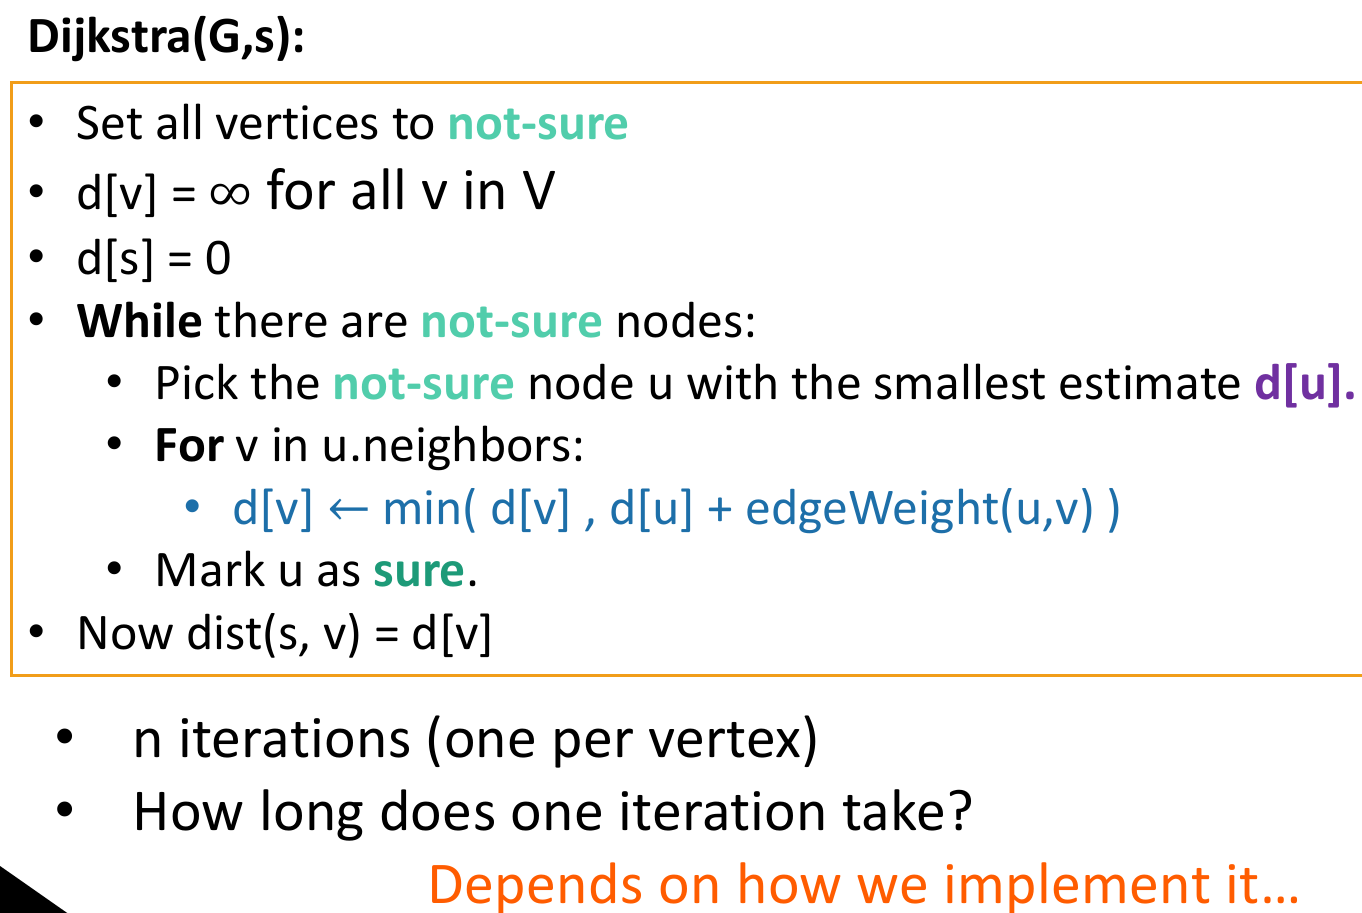 Dijkstra(G,s):
• Set all vertices to not-sure
• d[v] = ∞ for all v in V
• d[s] = 0
• While there are not-sure nodes:
• Pick the not-sure node u with the smallest estimate d[u].
• For v in u.neighbors:
• d[v] ← min( d[v] , d[u] + edgeWeight(u,v) )
• Mark u as sure.
• Now dist(s, v) = d[v]
• n iterations (one per vertex)
• How long does one iteration take?
Depends on how we implement it…